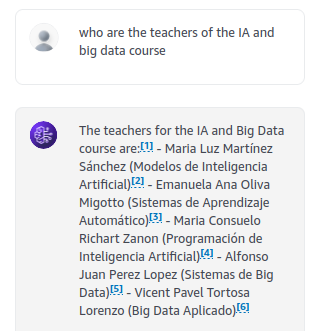 who are the teachers of the IA and
big data course
The teachers for the IA and Big Data
course are:[1] - Maria Luz Martínez
Sánchez (Modelos de Inteligencia
Artificial)[2] - Emanuela Ana Oliva
Migotto (Sistemas de Aprendizaje
Automático)[3] - Maria Consuelo
Richart Zanon (Programación de
Inteligencia Artificial)[4] - Alfonso
Juan Perez Lopez (Sistemas de Big
Data)[5] - Vicent Pavel Tortosa
Lorenzo (Big Data Aplicado)[6]